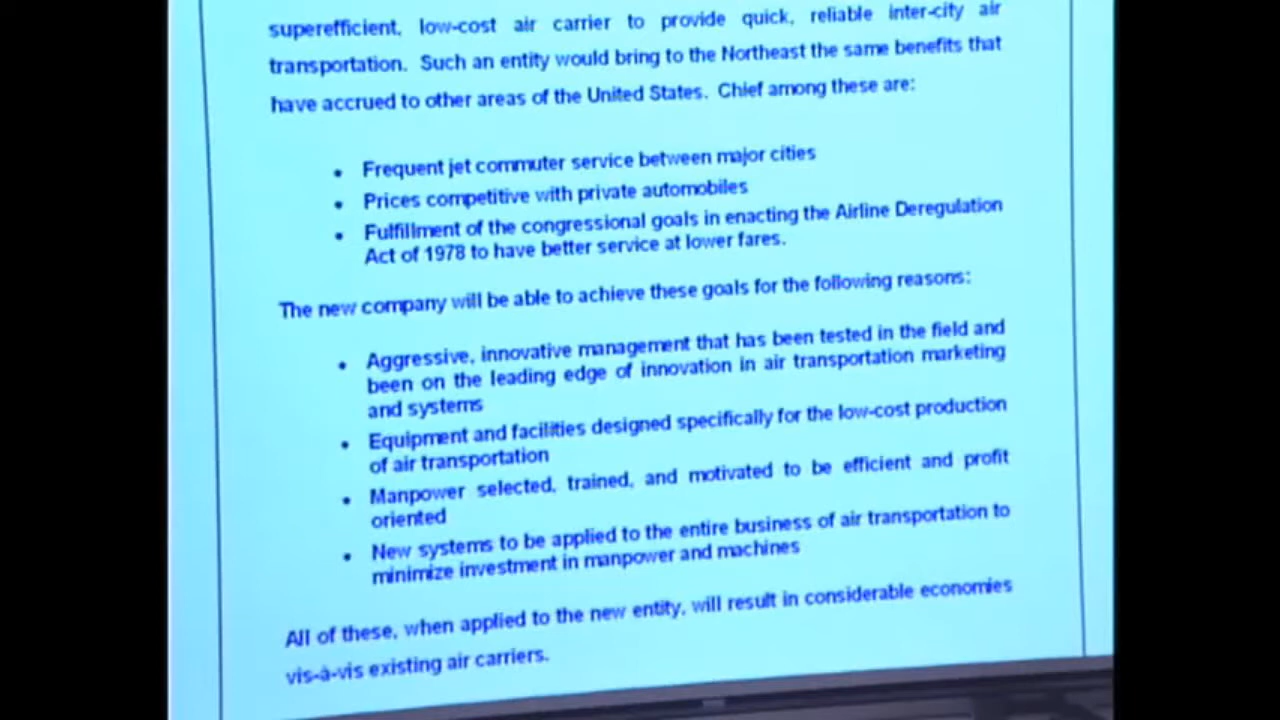 superefficient, low-cost air carrier to provide quick, reliable inter-city air
transportation. Such an entity would bring to the Northeast the same benefits that
have accrued to other areas of the United States. Chief among these are:
• Frequent jet commuter service between major cities
• Prices competitive with private automobiles
• Fulfillment of the congressional goals in enacting the Airline Deregulation
Act of 1978 to have better service at lower fares.
The new company will be able to achieve these goals for the following reasons:
• Aggressive, innovative management that has been tested in the field and
been on the leading edge of innovation in air transportation marketing
and systems
• Equipment and facilities designed specifically for the low-cost production
of air transportation
• Manpower selected, trained, and motivated to be efficient and profit
oriented
• New systems to be applied to the entire business of air transportation to
minimize investment in manpower and machines
All of these, when applied to the new entity, will result in considerable economies
vis-à-vis existing air carriers.